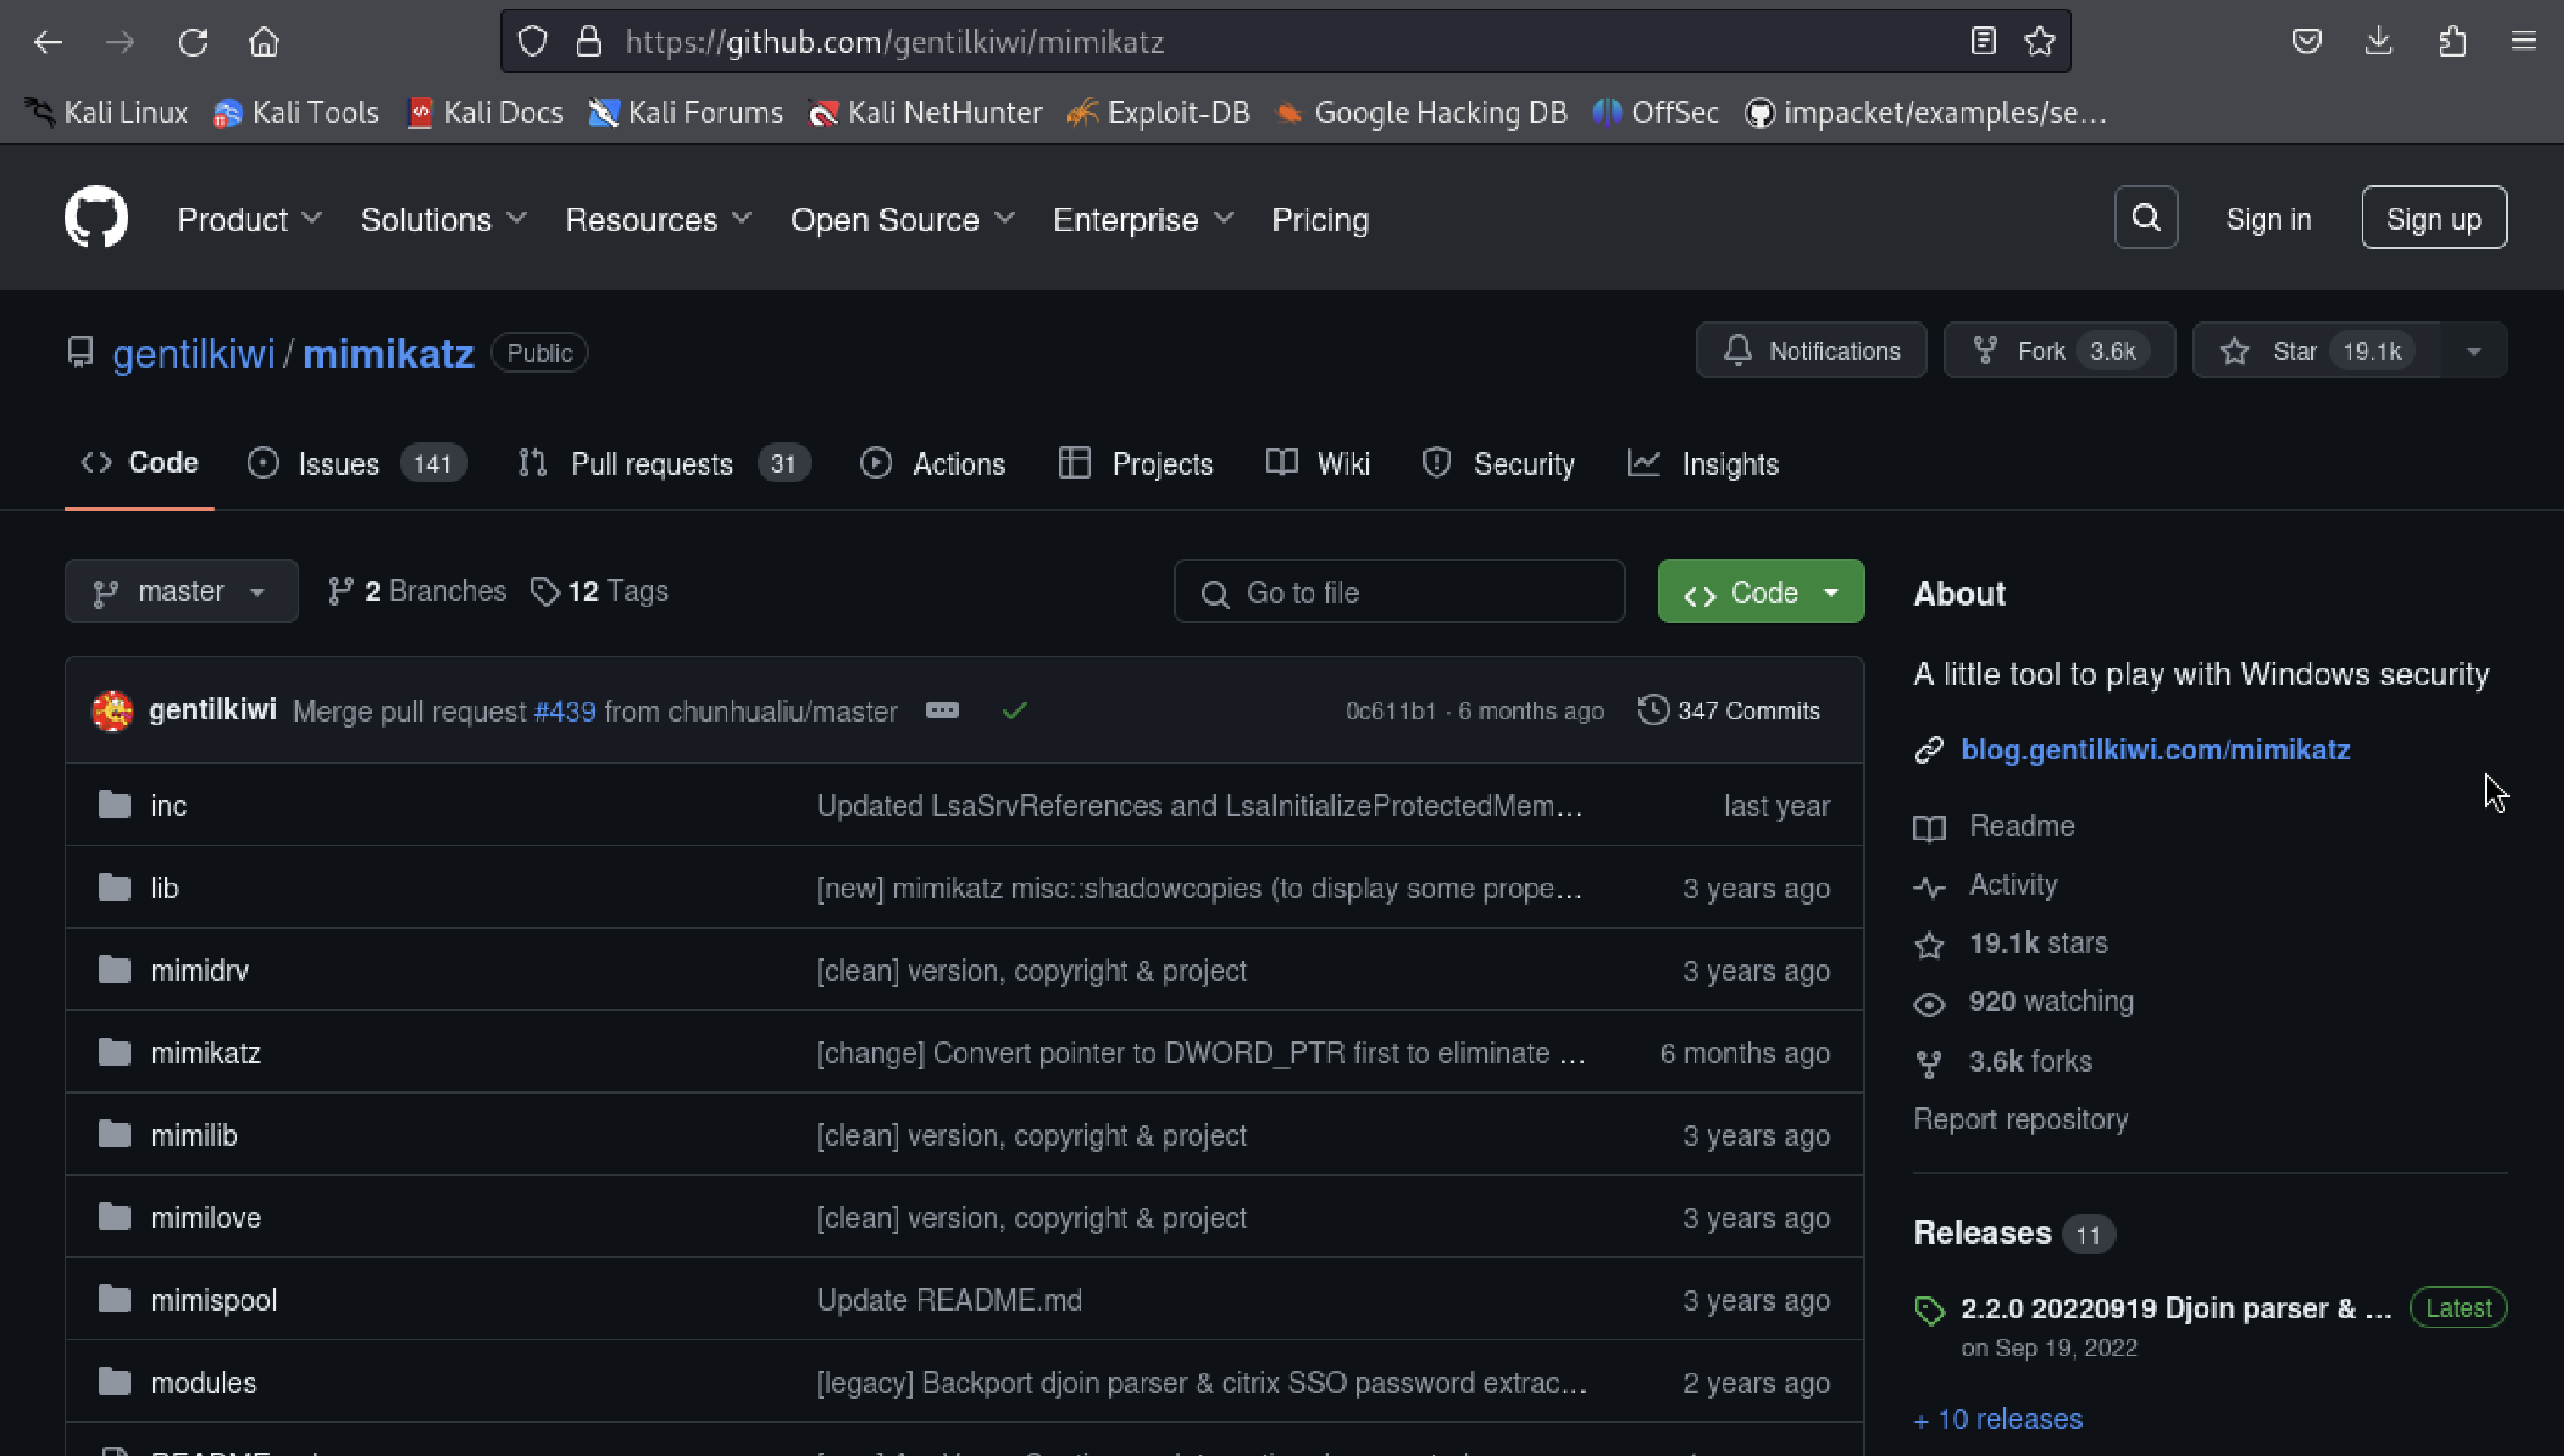 https://github.com/gentilkiwi/mimikatz
Kali Linux Kali Tools Kali Docs Kali Forums Kali NetHunter Exploit-DB Google Hacking DB OffSec impacket/examples/se…
Product Solutions Resources Open Source Enterprise Pricing Sign in Sign up
gentilkiwi / mimikatz Public Notifications Fork 3.6k Star 19.1k
Code Issues 141 Pull requests 31 Actions Projects Wiki Security Insights
master 2 Branches 12 Tags Go to file Code
gentilkiwi Merge pull request #439 from chunhualiu/master 0c611b1 · 6 months ago 347 Commits
inc Updated LsaSrvReferences and LsaInitializeProtectedMem… last year
lib [new] mimikatz misc::shadowcopies (to display some prope… 3 years ago
mimidrv [clean] version, copyright & project 3 years ago
mimikatz [change] Convert pointer to DWORD_PTR first to eliminate … 6 months ago
mimilib [clean] version, copyright & project 3 years ago
mimilove [clean] version, copyright & project 3 years ago
mimispool Update README.md 3 years ago
modules [legacy] Backport djoin parser & citrix SSO password extrac… 2 years ago
About
A little tool to play with Windows security
blog.gentilkiwi.com/mimikatz
Readme
Activity
19.1k stars
920 watching
3.6k forks
Report repository
Releases 11
2.2.0 20220919 Djoin parser & … Latest
on Sep 19, 2022
+ 10 releases